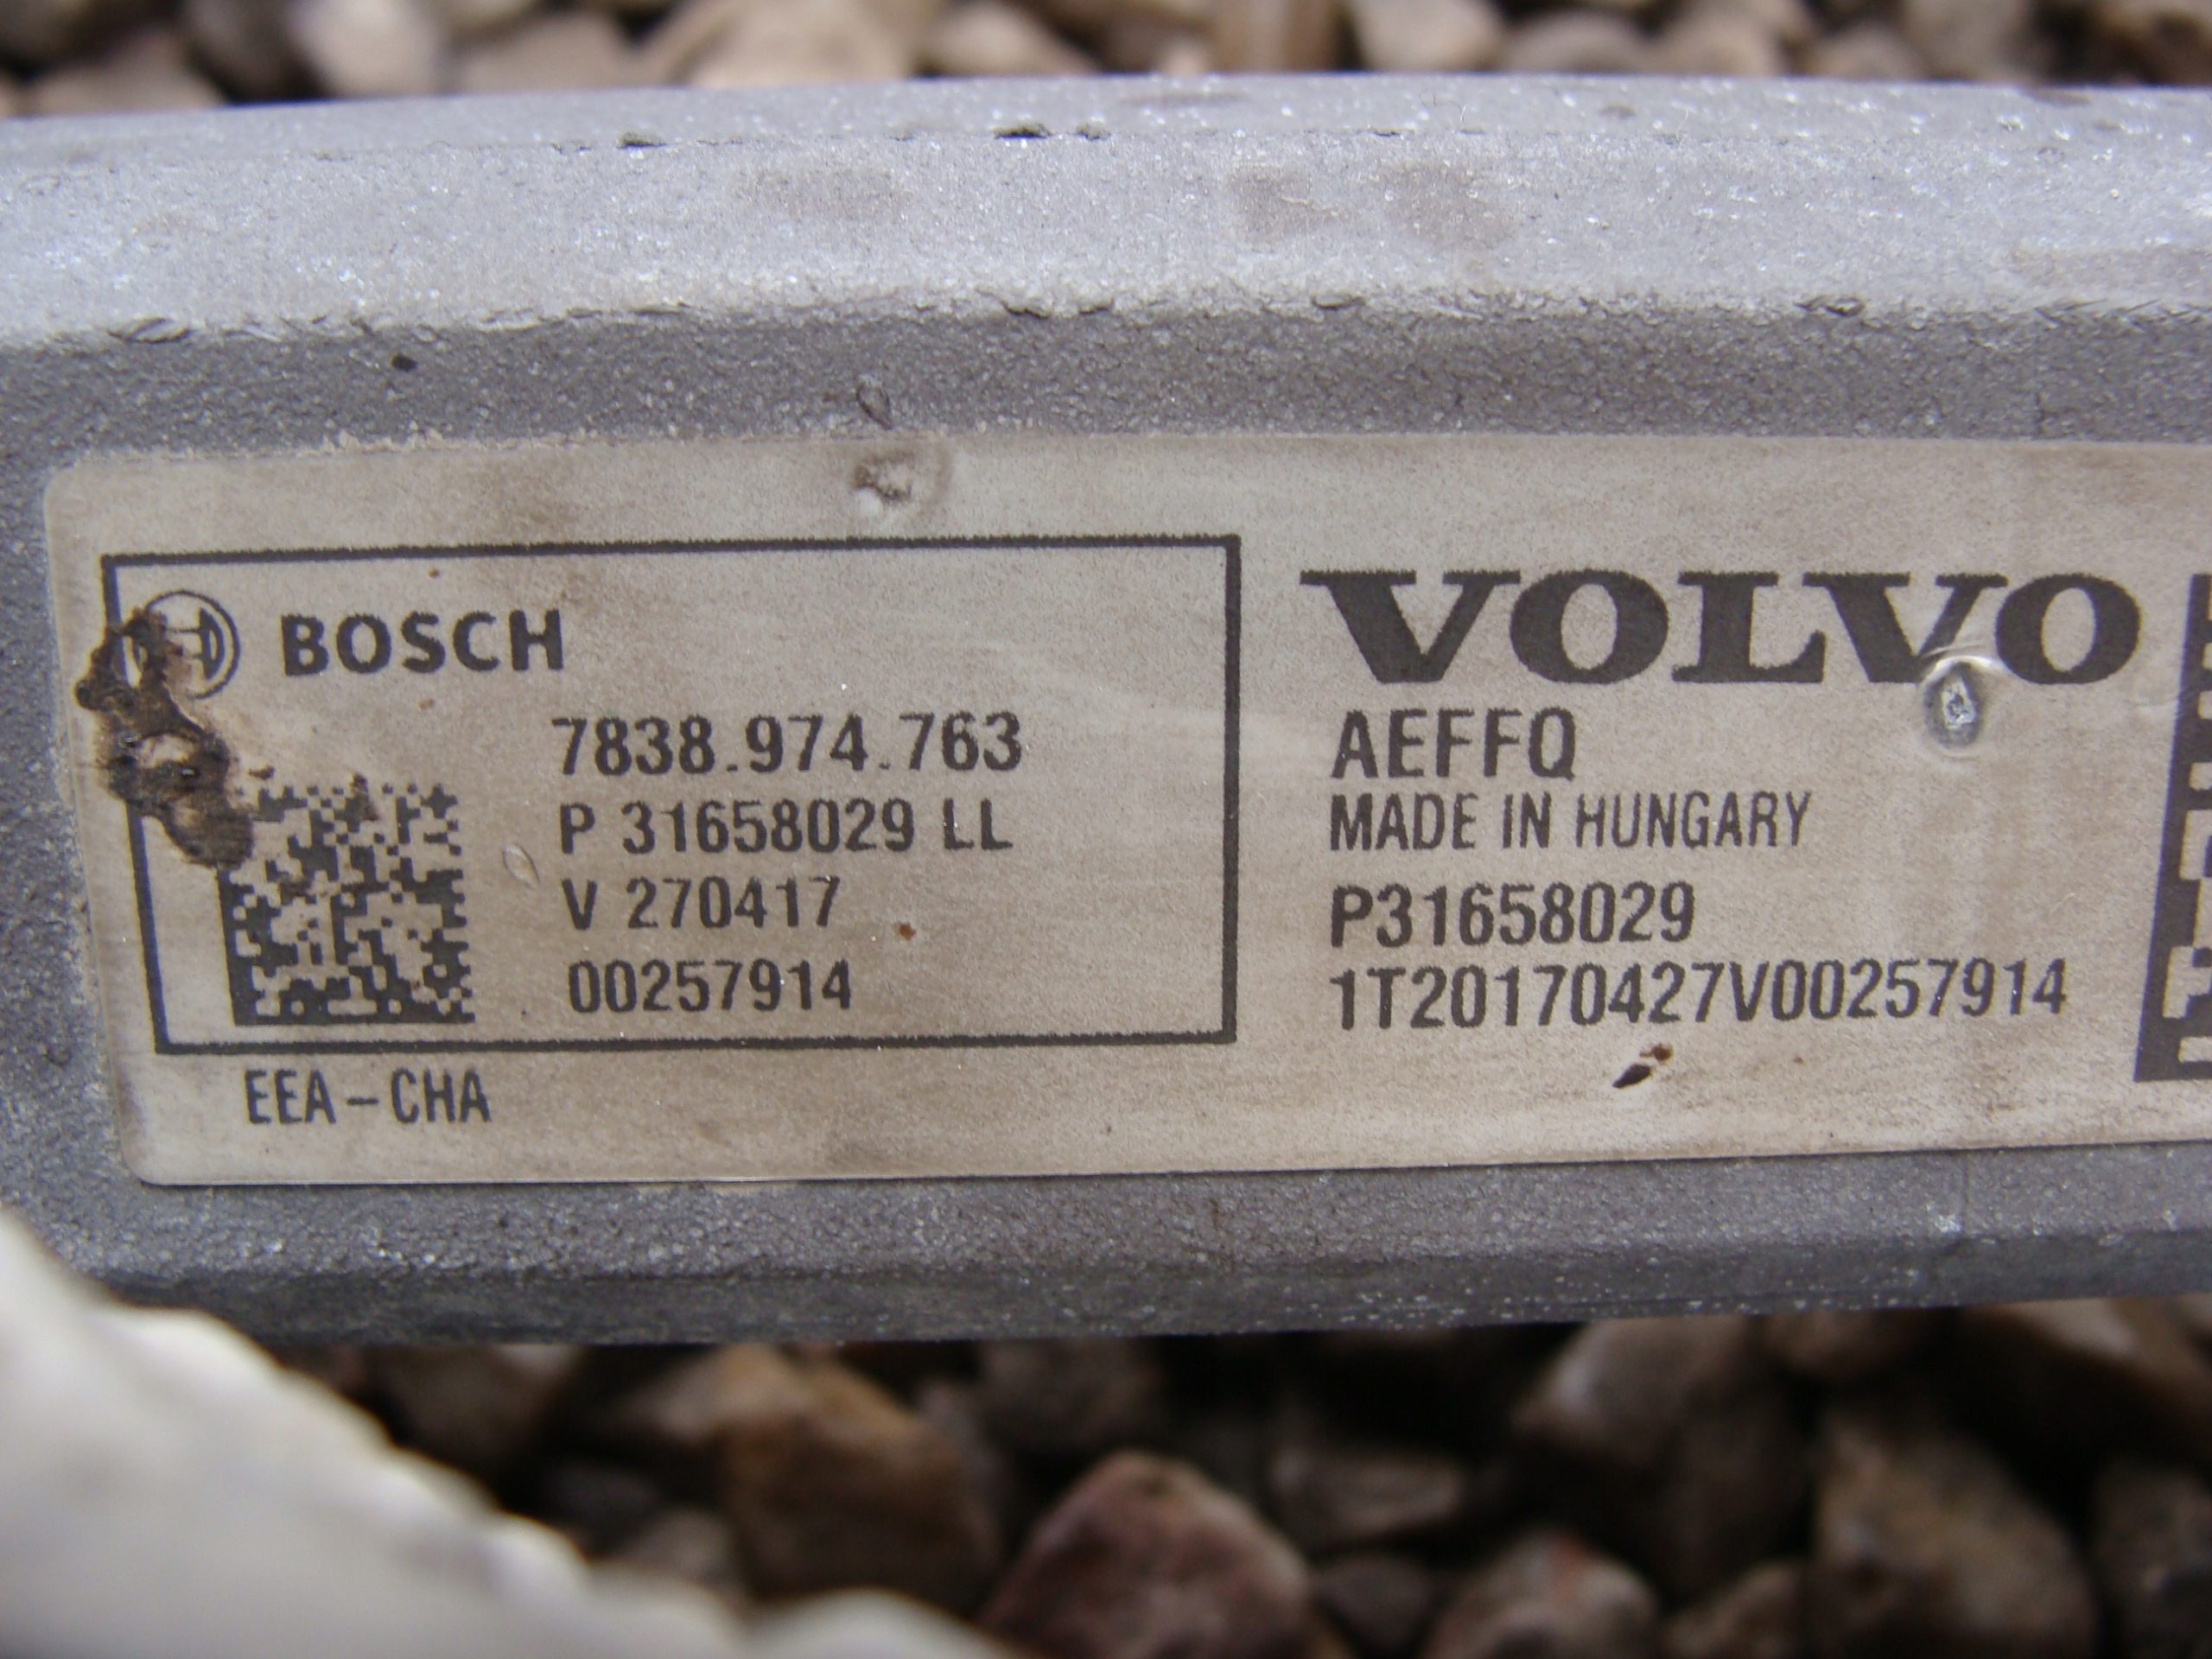 BOSCH
7838.974.763
P 31658029 LL
V 270417
00257914
EEA-CHA
VOLVO
AEFFQ
MADE IN HUNGARY
P31658029
1T20170427V00257914